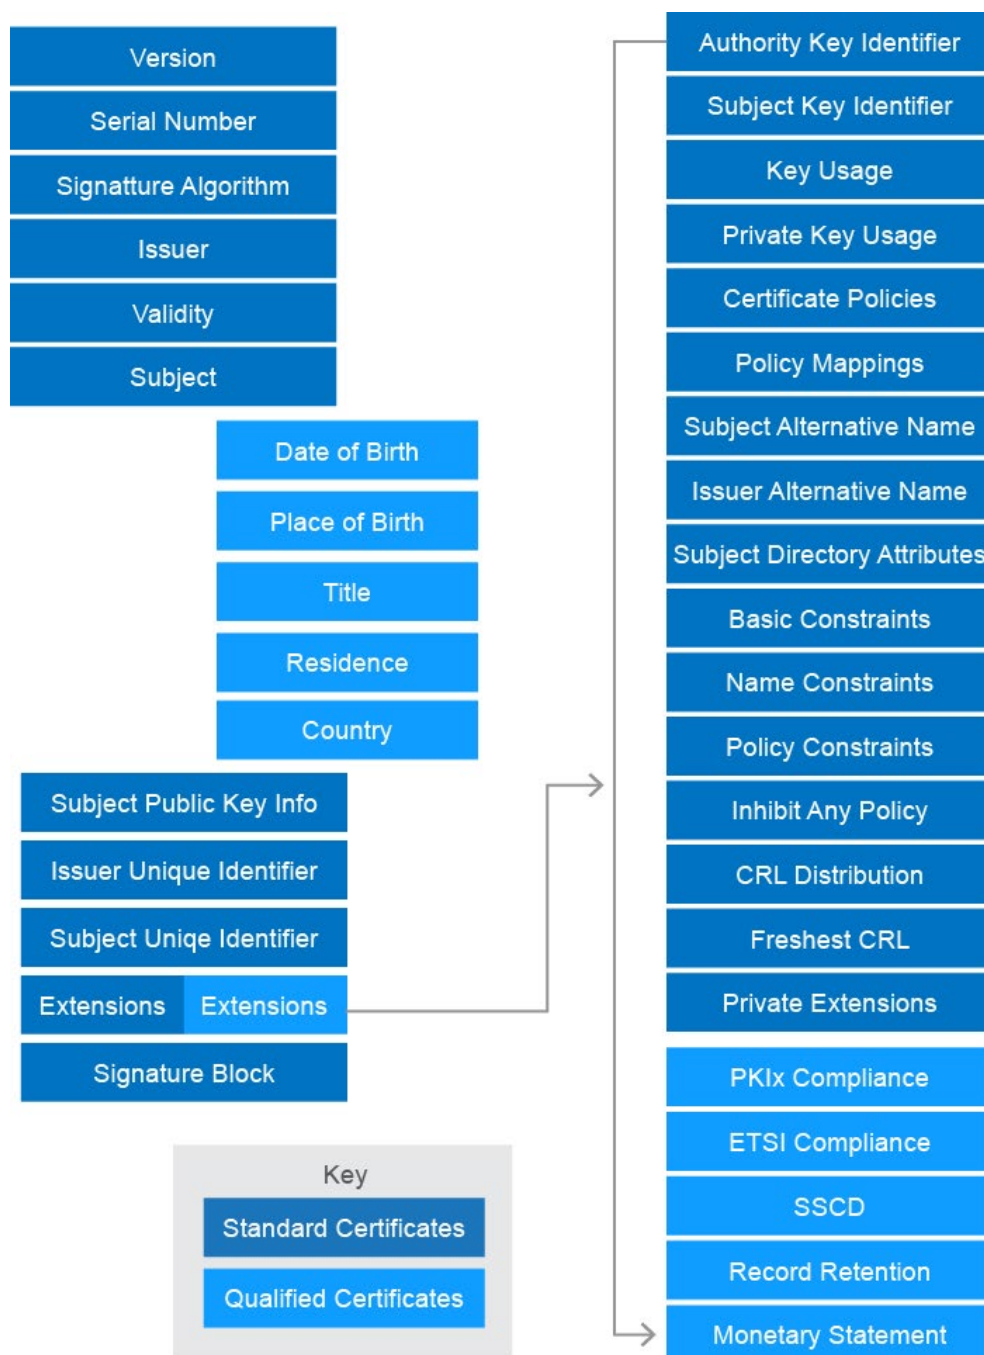 Version
Serial Number
Signatture Algorithm
Issuer
Validity
Subject
Date of Birth
Place of Birth
Title
Residence
Country
Subject Public Key Info
Issuer Unique Identifier
Subject Uniqe Identifier
Extensions Extensions
Signature Block
Key
Standard Certificates
Qualified Certificates
Authority Key Identifier
Subject Key Identifier
Key Usage
Private Key Usage
Certificate Policies
Policy Mappings
Subject Alternative Name
Issuer Alternative Name
Subject Directory Attributes
Basic Constraints
Name Constraints
Policy Constraints
Inhibit Any Policy
CRL Distribution
Freshest CRL
Private Extensions
PKIx Compliance
ETSI Compliance
SSCD
Record Retention
Monetary Statement